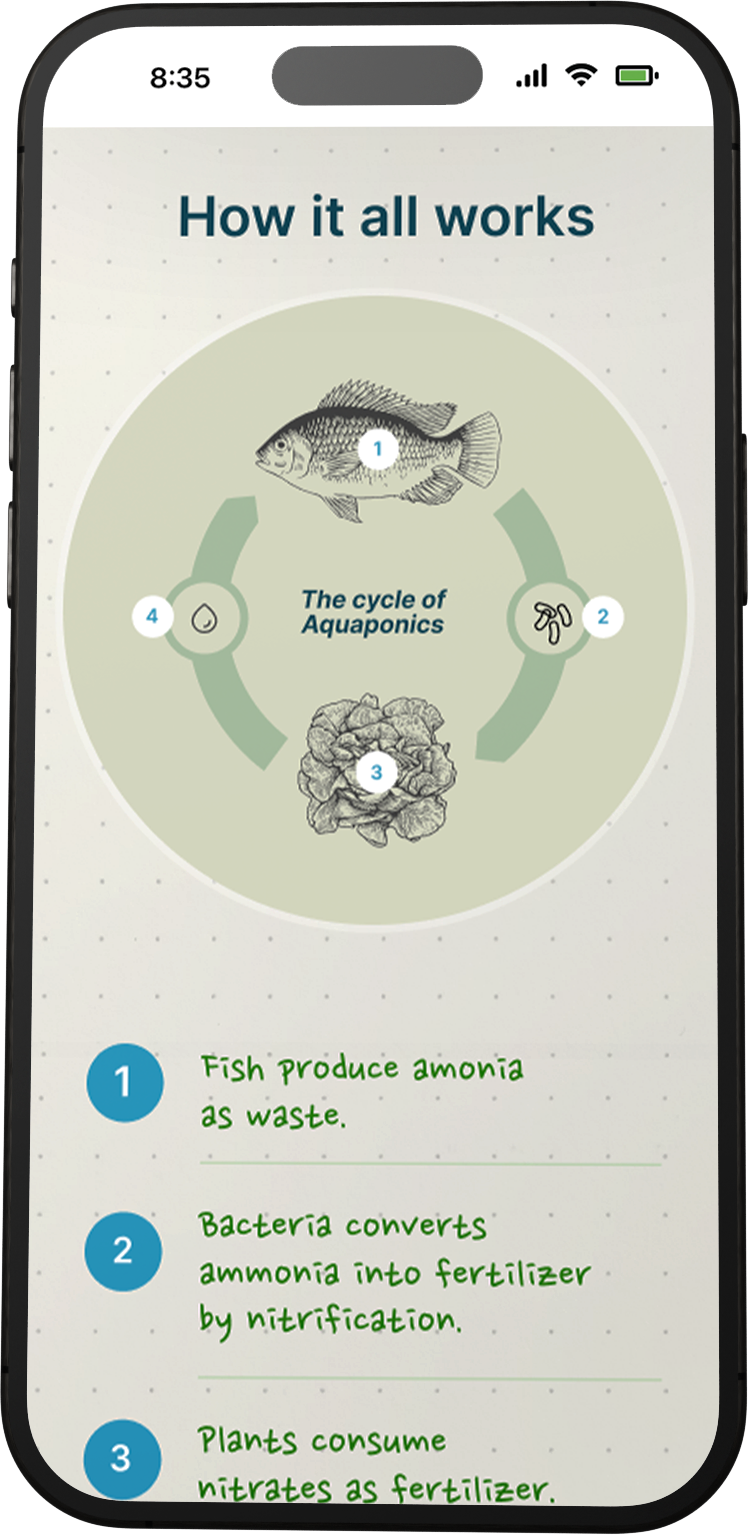 8:35
How it all works
1
4
The cycle of
Aquaponics
2
3
1
Fish produce amonia
as waste.
2
Bacteria converts
ammonia into fertilizer
by nitrification.
3
Plants consume
nitrates as fertilizer.